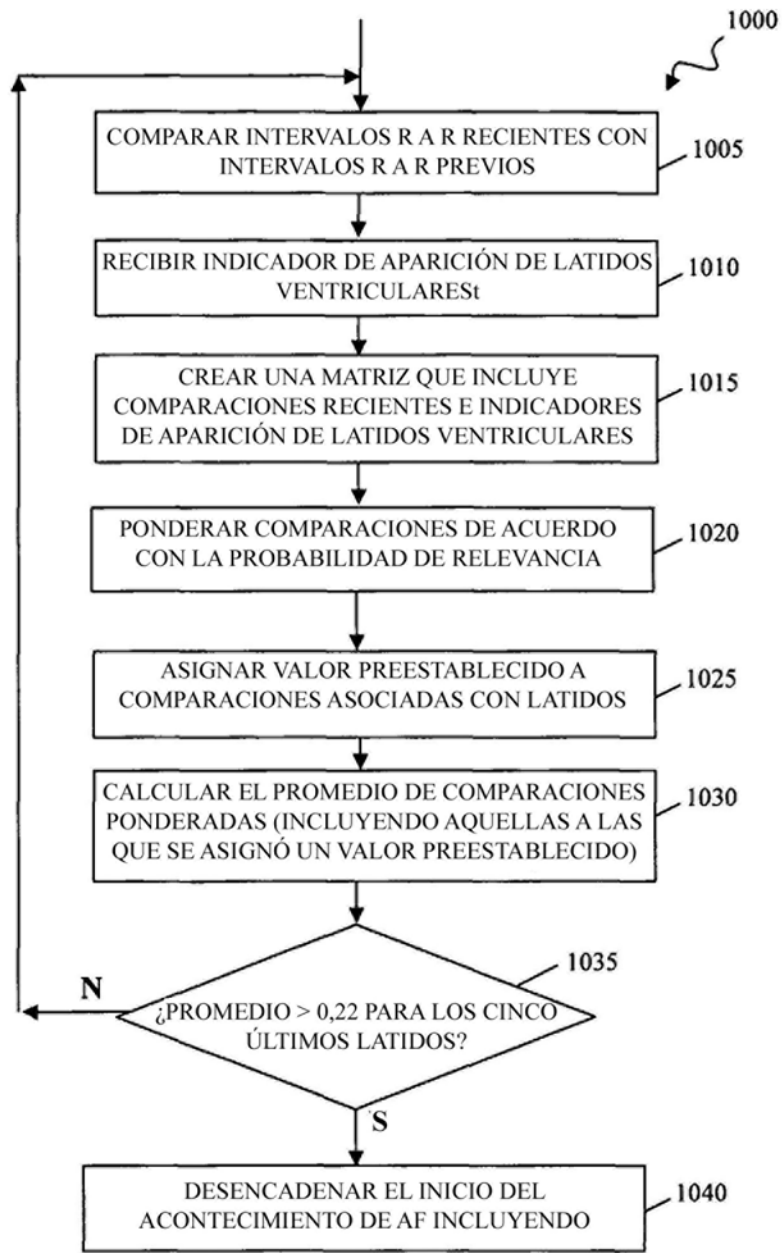 1000
COMPARAR INTERVALOS R A R RECIENTES CON
INTERVALOS R A R PREVIOS
1005
RECIBIR INDICADOR DE APARICIÓN DE LATIDOS
VENTRICULARESt
1010
CREAR UNA MATRIZ QUE INCLUYE
COMPARACIONES RECIENTES E INDICADORES
DE APARICIÓN DE LATIDOS VENTRICULARES
1015
PONDERAR COMPARACIONES DE ACUERDO
CON LA PROBABILIDAD DE RELEVANCIA
1020
ASIGNAR VALOR PREESTABLECIDO A
COMPARACIONES ASOCIADAS CON LATIDOS
1025
CALCULAR EL PROMEDIO DE COMPARACIONES
PONDERADAS (INCLUYENDO AQUELLAS A LAS
QUE SE ASIGNÓ UN VALOR PREESTABLECIDO)
1030
1035
N
¿PROMEDIO > 0,22 PARA LOS CINCO
ÚLTIMOS LATIDOS?
S
DESENCADENAR EL INICIO DEL
ACONTECIMIENTO DE AF INCLUYENDO
1040